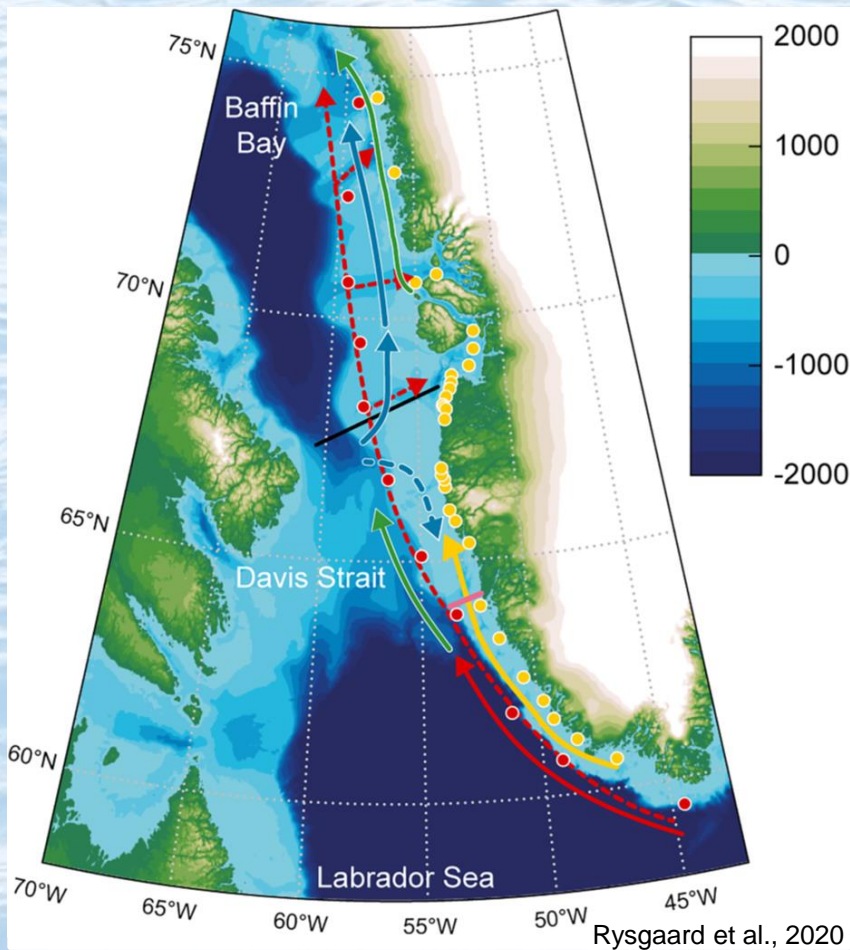 75°N
2000
Baffin
Bay
1000
0
70°N
-1000
-2000
65°N
Davis Strait
60°N
Labrador Sea
70°W
65°W
60°W
55°W
50°W
45°W
Rysgaard et al., 2020